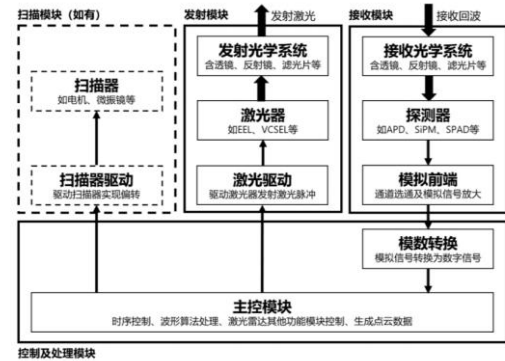 扫描模块（如有）
发射模块
发射激光
接收模块
接收回波
扫描器
如电机、微振镜等
扫描器驱动
驱动扫描器实现偏转
发射光学系统
含透镜、反射镜、滤光片等
激光器
如EEL、VCSEL等
激光驱动
驱动激光器发射激光脉冲
接收光学系统
含透镜、反射镜、滤光片等
探测器
如APD、SiPM、SPAD等
模拟前端
通道选通及模拟信号放大
模数转换
模拟信号转换为数字信号
主控模块
时序控制、波形算法处理、激光雷达其他功能模块控制、生成点云数据
控制及处理模块